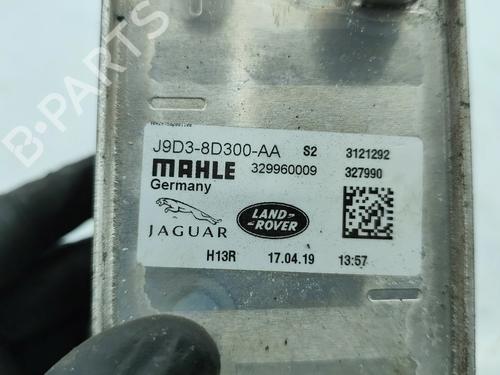 B-PARTS
J9D3-8D300-AA S2 3121292
MAHLE 329960009 327990
Germany
JAGUAR
LAND-
ROVER
H13R 17.04.19 13:57